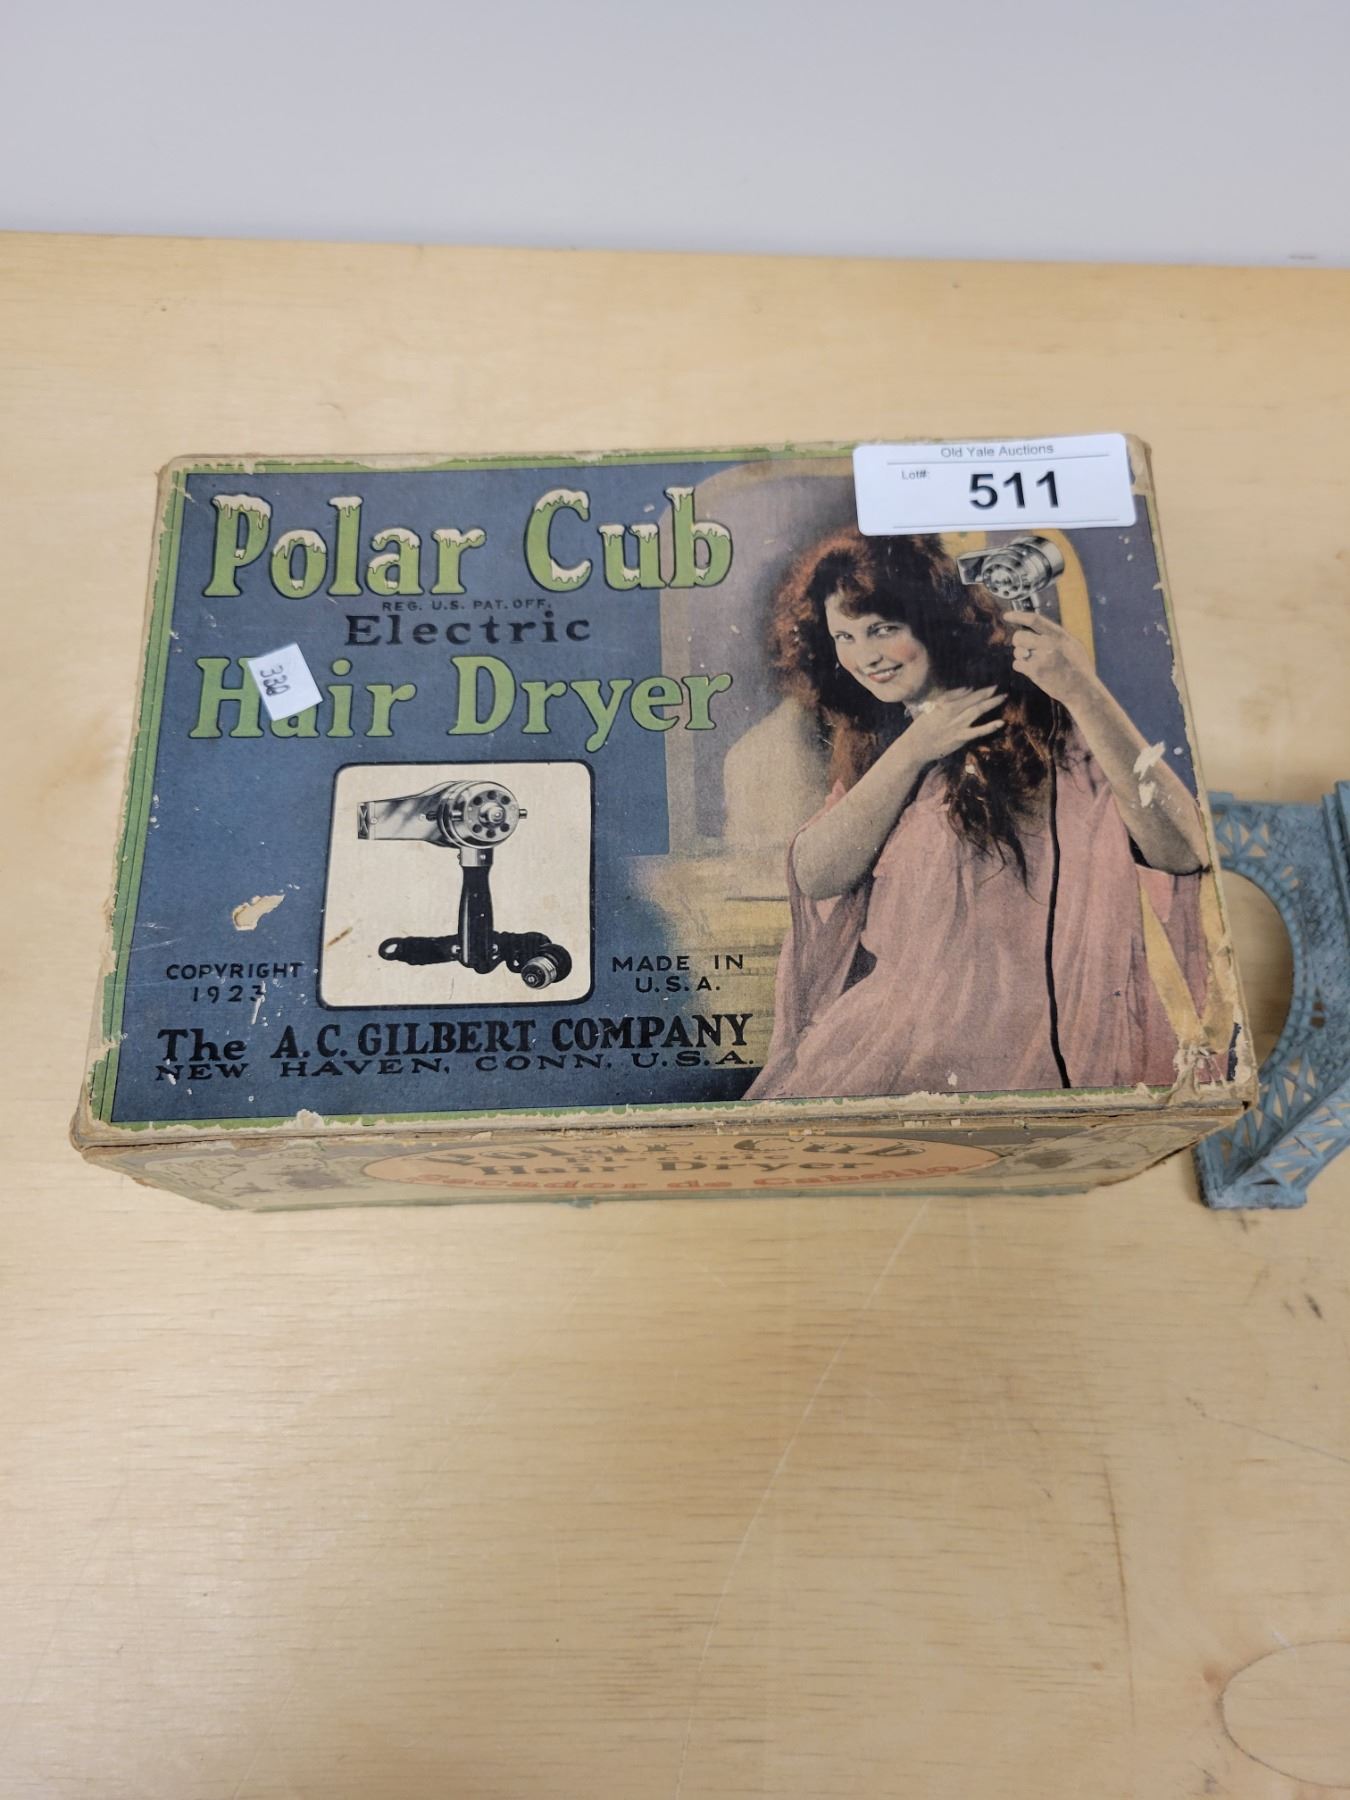 Old Yale Auctions
Lot#:
511
Polar Cub
REG. U.S. PAT. OFF.
Electric
Hair Dryer
330
COPYRIGHT
1923
MADE IN
U.S.A.
The A.C. GILBERT COMPANY
NEW HAVEN, CONN. U.S.A.
Polar Cub
Electric
Hair Dryer
Secador de Cabello